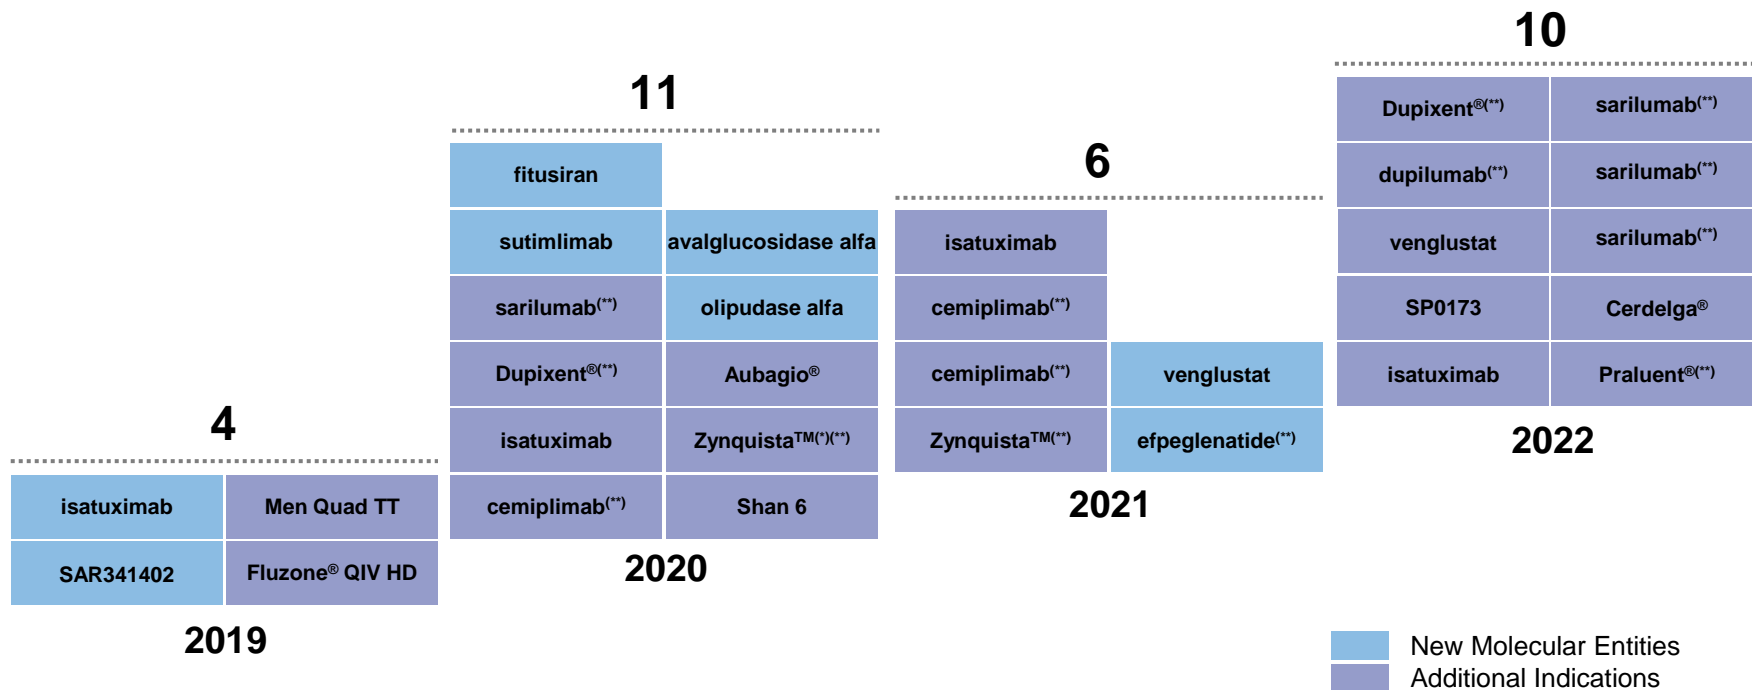 4
isatuximab
Men Quad TT
SAR341402
Fluzone® QIV HD
2019
11
fitusiran
sutimlimab
avalglucosidase alfa
sarilumab(**)
olipudase alfa
Dupixent®(**)
Aubagio®
isatuximab
Zynquista™(*)(**)
cemiplimab(**)
Shan 6
2020
6
isatuximab
cemiplimab(**)
cemiplimab(**)
venglustat
Zynquista™(**)
efpeglenatide(**)
2021
10
Dupixent®(**)
sarilumab(**)
dupilumab(**)
sarilumab(**)
venglustat
sarilumab(**)
SP0173
Cerdelga®
isatuximab
Praluent®(**)
2022
New Molecular Entities
Additional Indications